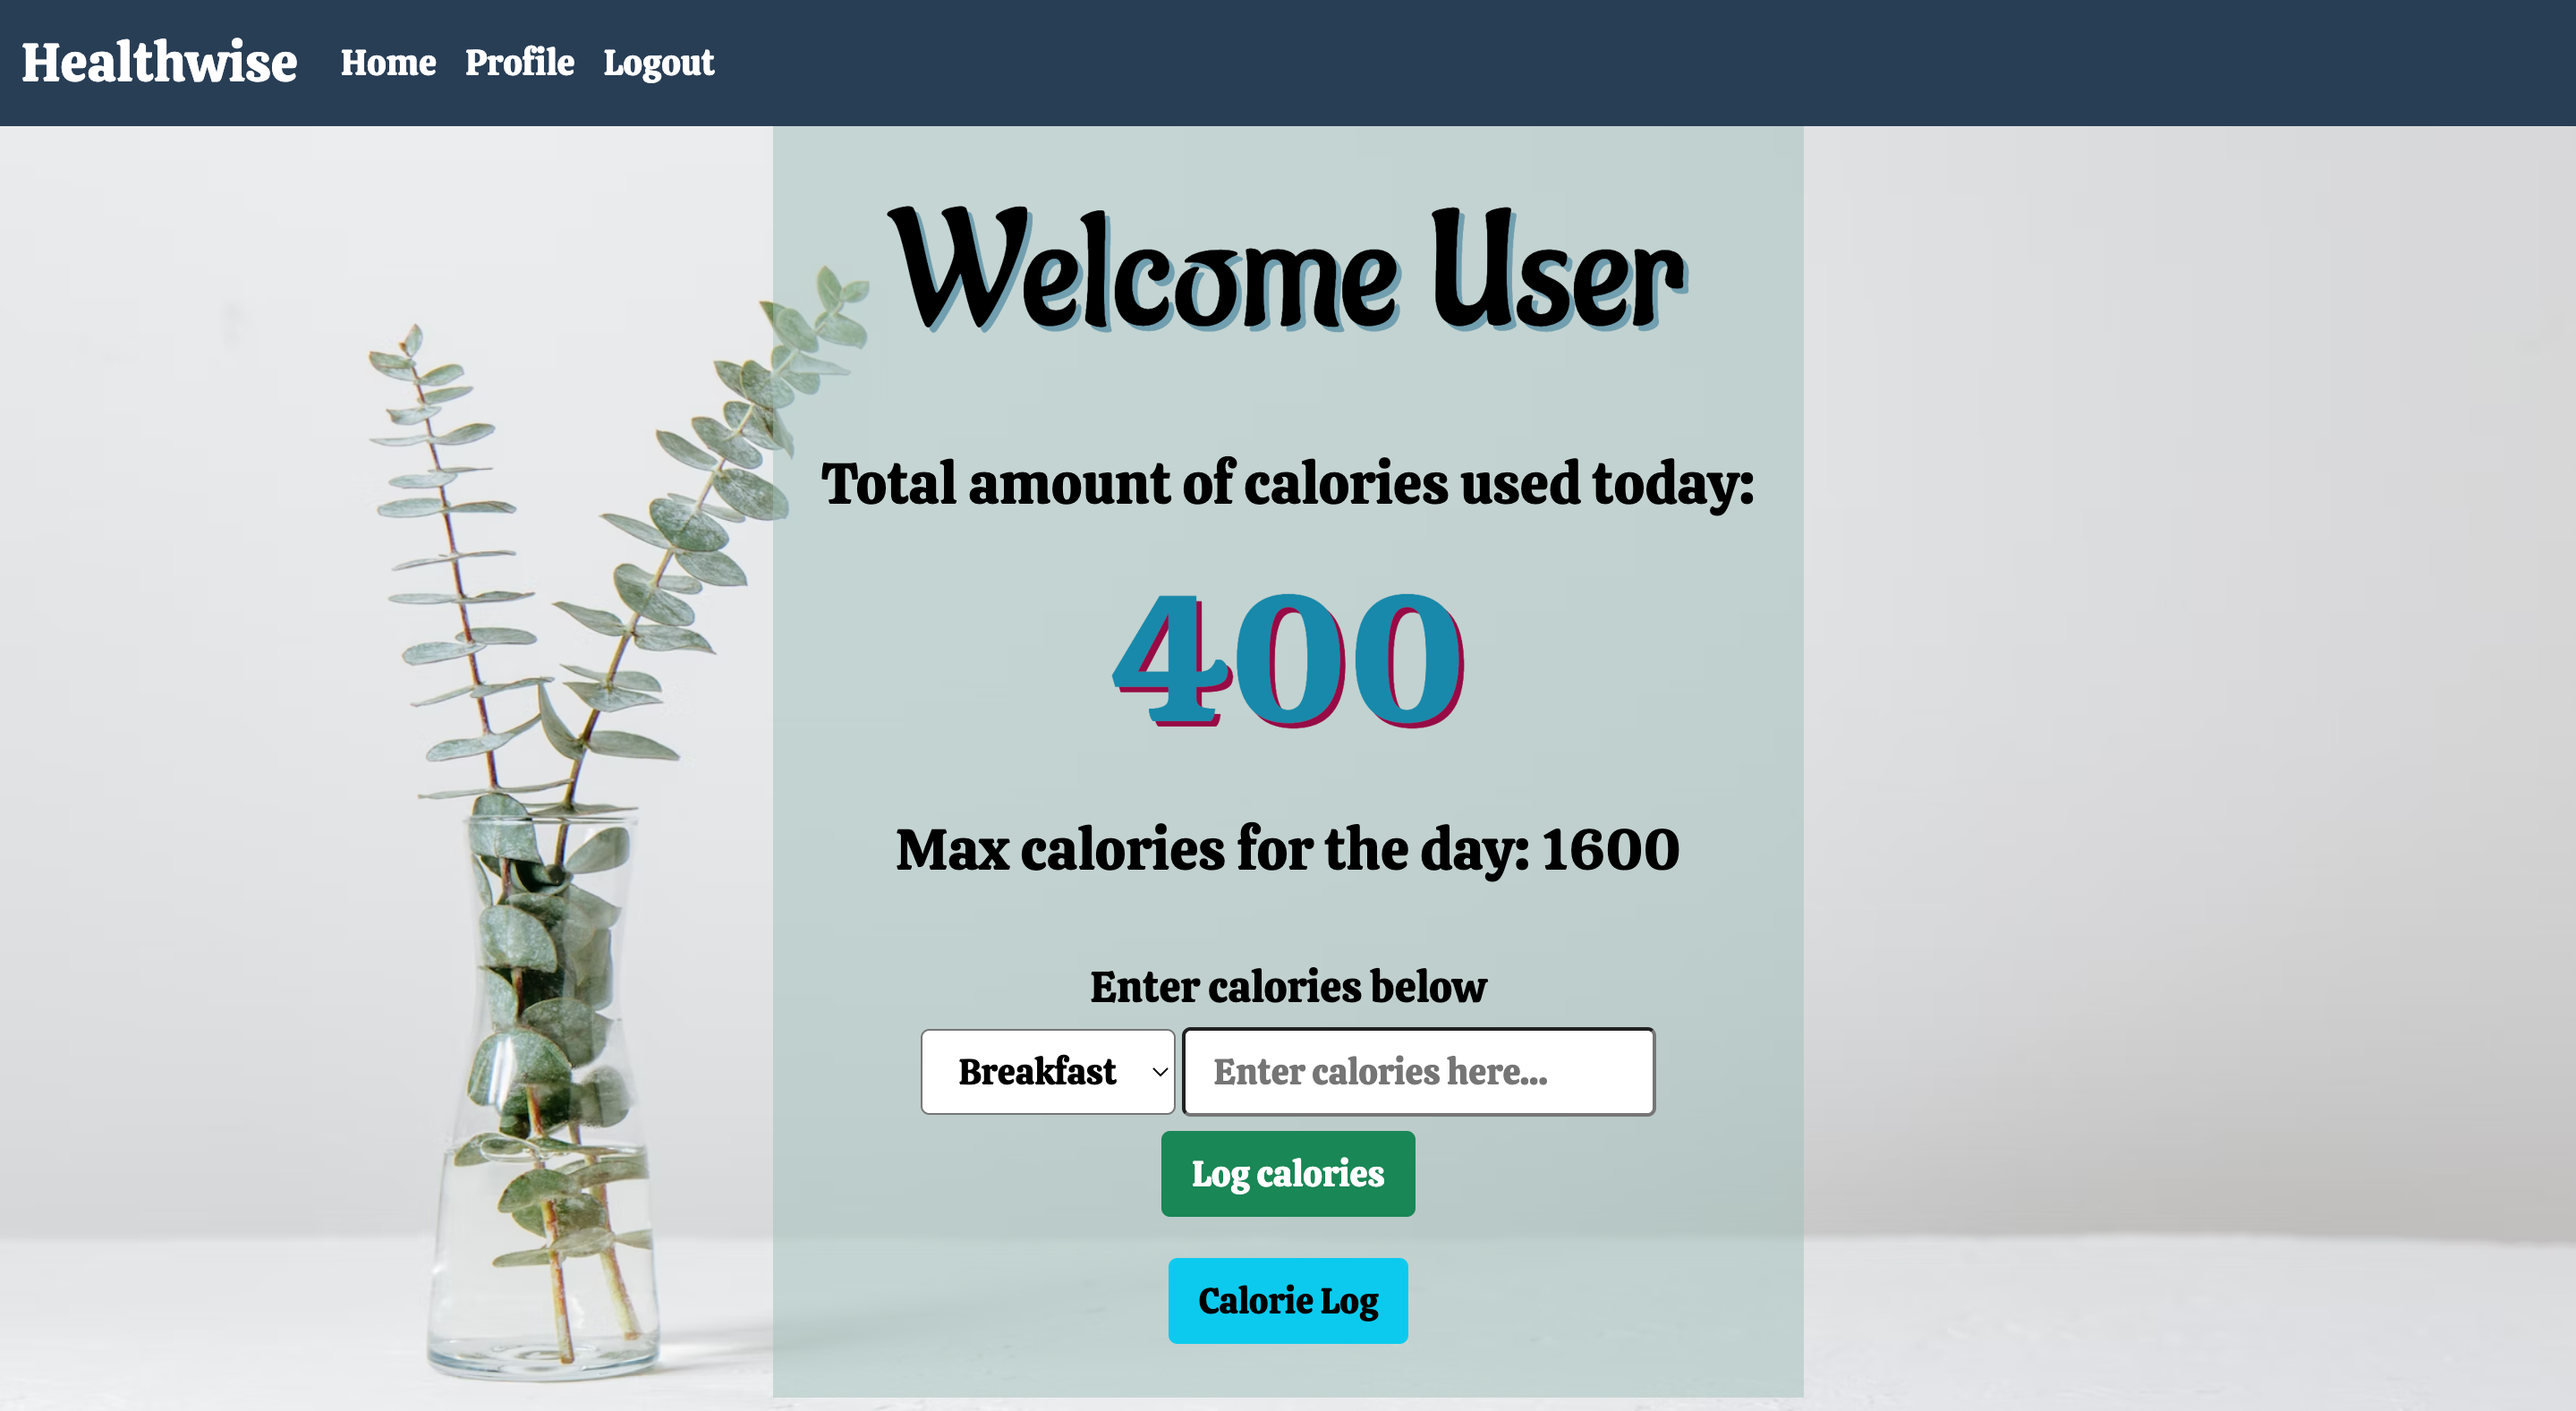 Healthwise Home Profile Logout
Welcome User
Total amount of calories used today:
400
Max calories for the day: 1600
Enter calories below
Breakfast Enter calories here...
Log calories
Calorie Log